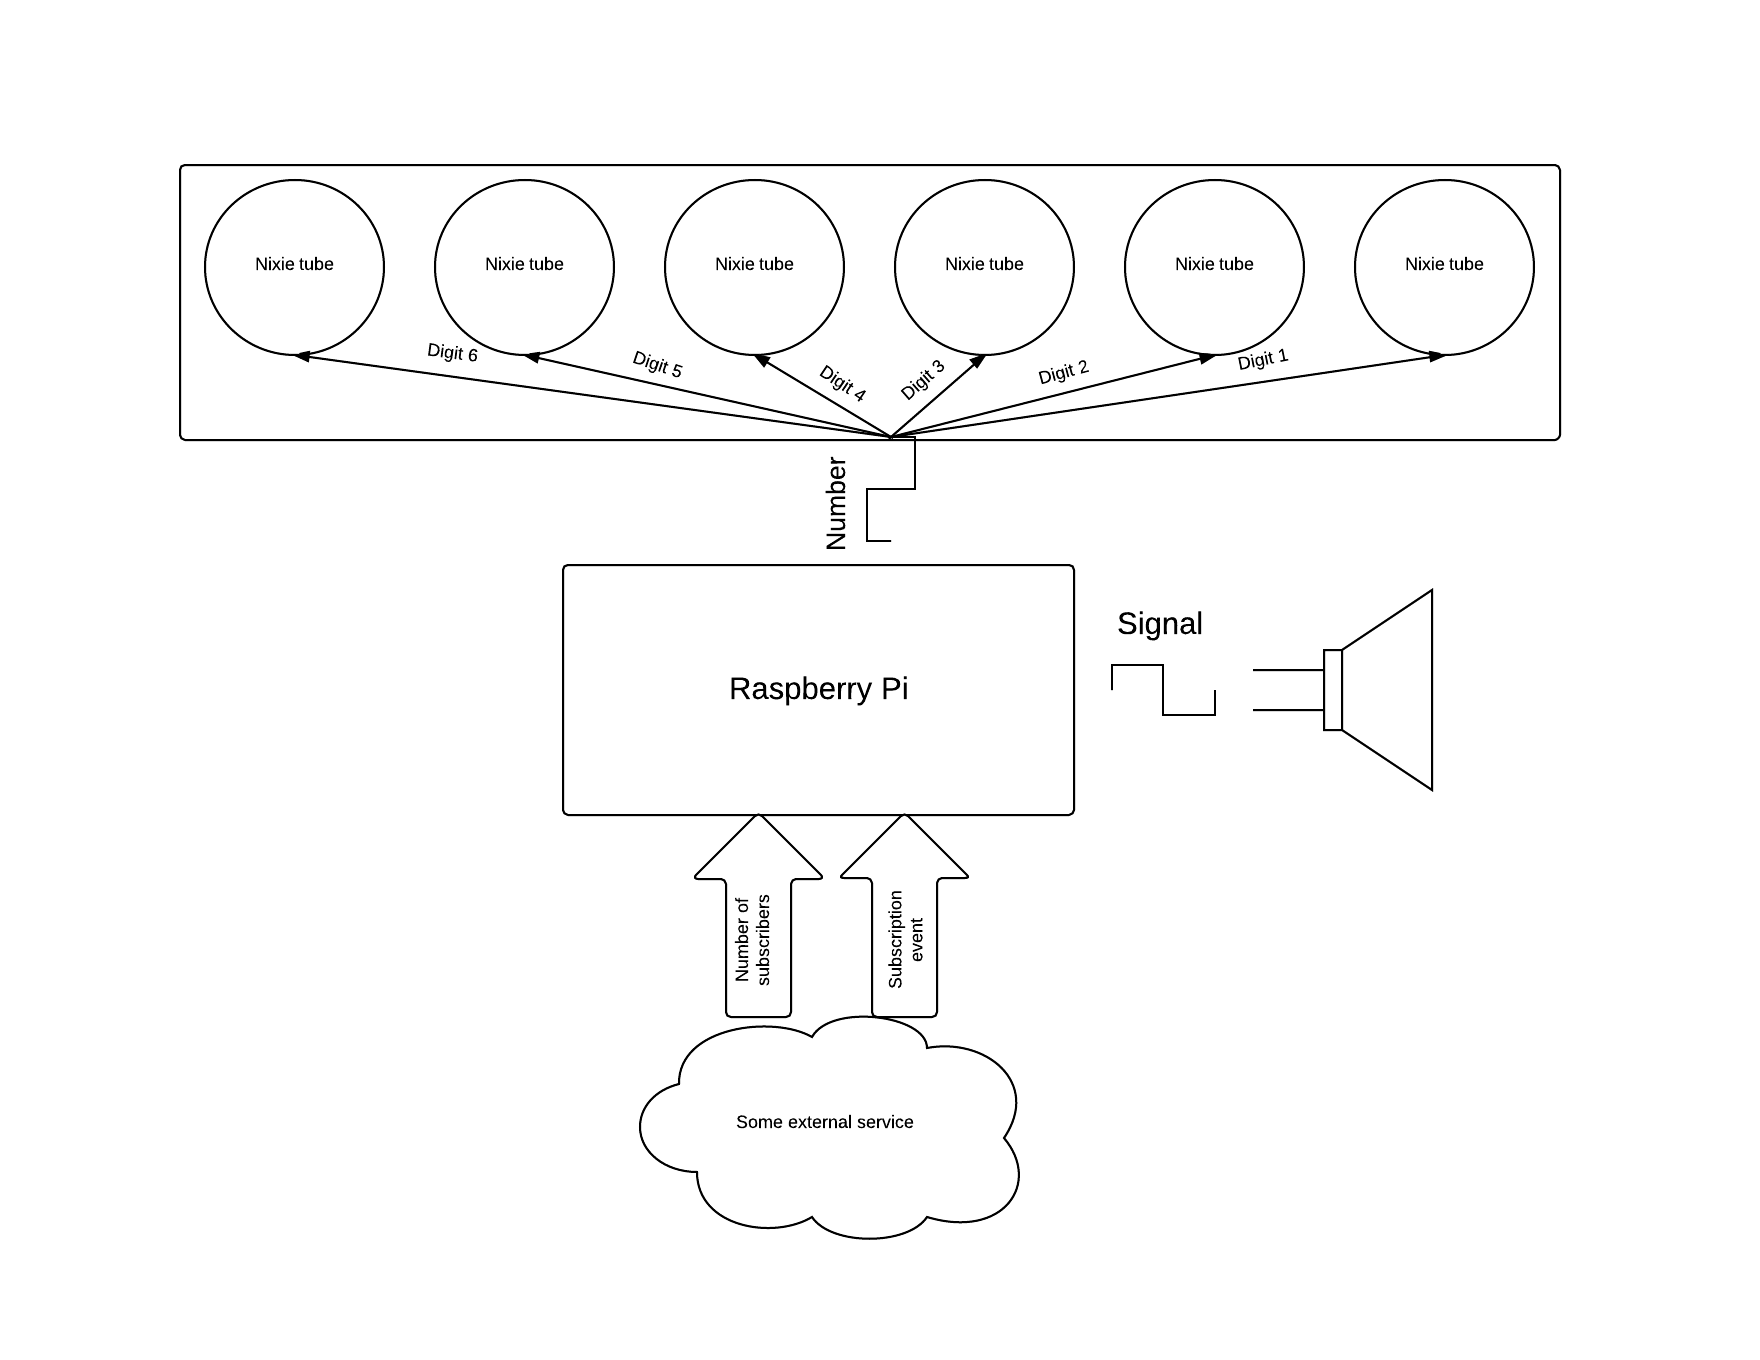 Nixie tube
Nixie tube
Nixie tube
Nixie tube
Nixie tube
Nixie tube
Digit 6
Digit 5
Digit 4
Digit 3
Digit 2
Digit 1
Number
Signal
Raspberry Pi
Number of
subscribers
Subscription
event
Some external service